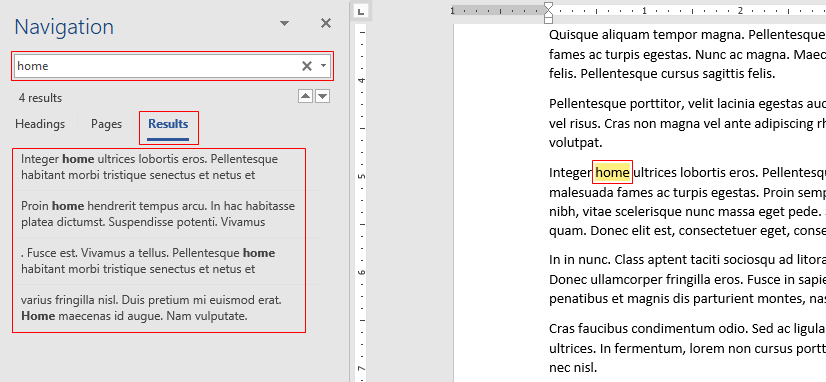 Navigation
home
4 results
Headings Pages Results
Integer home ultrices lobortis eros. Pellentesque
habitant morbi tristique senectus et netus et
Proin home hendrerit tempus arcu. In hac habitasse
platea dictumst. Suspendisse potenti. Vivamus
. Fusce est. Vivamus a tellus. Pellentesque home
habitant morbi tristique senectus et netus et
varius fringilla nisl. Duis pretium mi euismod erat.
Home maecenas id augue. Nam vulputate.
L
4
5
6
7
1 1 2
Quisque aliquam tempor magna. Pellentesque
fames ac turpis egestas. Nunc ac magna. Maec
felis. Pellentesque cursus sagittis felis.
Pellentesque porttitor, velit lacinia egestas auc
vel risus. Cras non magna vel ante adipiscing rh
volutpat.
Integer home ultrices lobortis eros. Pellentesqu
malesuada fames ac turpis egestas. Proin semp
nibh, vitae scelerisque nunc massa eget pede. S
quam. Donec elit est, consectetuer eget, conse
In in nunc. Class aptent taciti sociosqu ad litora
Donec ullamcorper fringilla eros. Fusce in sapie
penatibus et magnis dis parturient montes, nas
Cras faucibus condimentum odio. Sed ac ligula
ultrices. In fermentum, lorem non cursus portt
nec nisl.